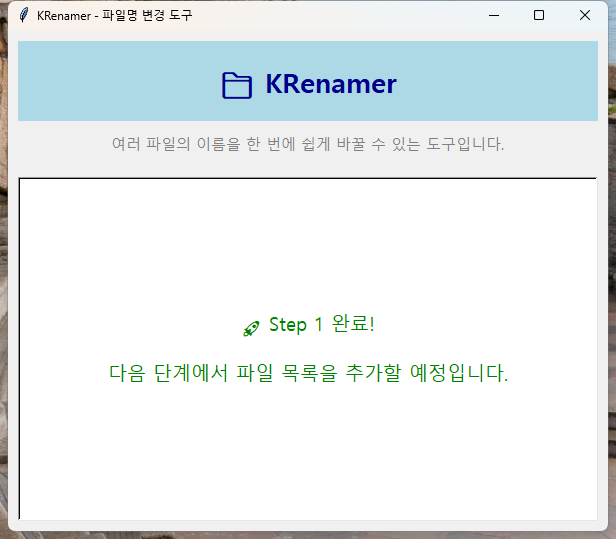 KRenamer - 파일명 변경 도구
📁 KRenamer
여러 파일의 이름을 한 번에 쉽게 바꿀 수 있는 도구입니다.
🚀 Step 1 완료!
다음 단계에서 파일 목록을 추가할 예정입니다.